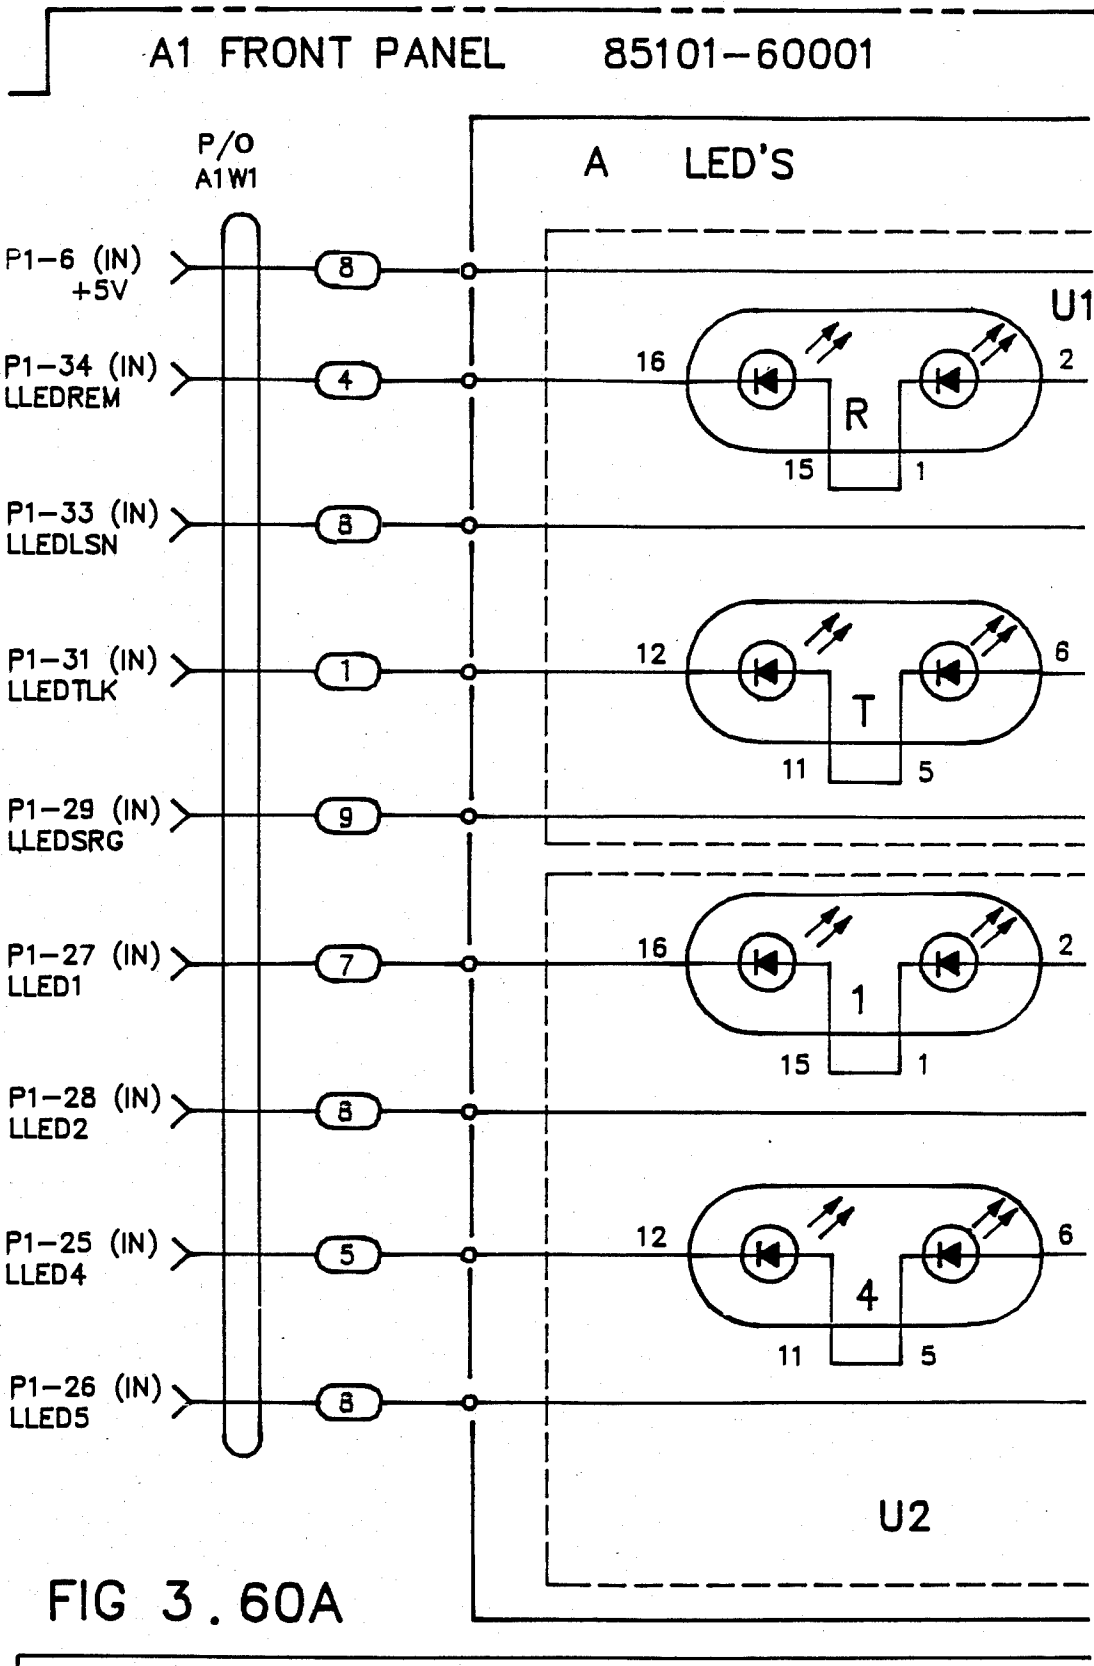 A1 FRONT PANEL 85101-60001
P/O
A1W1
A LED'S
P1-6 (IN)
+5V
8
U1
P1-34 (IN)
LLEDREM
4
16
R
2
15
1
P1-33 (IN)
LLEDLSN
8
P1-31 (IN)
LLEDTLK
1
12
T
6
11
5
P1-29 (IN)
LLEDSRG
9
P1-27 (IN)
LLED1
7
16
1
2
15
1
P1-28 (IN)
LLED2
8
P1-25 (IN)
LLED4
5
12
4
6
11
5
P1-26 (IN)
LLED5
8
U2
FIG 3.60A